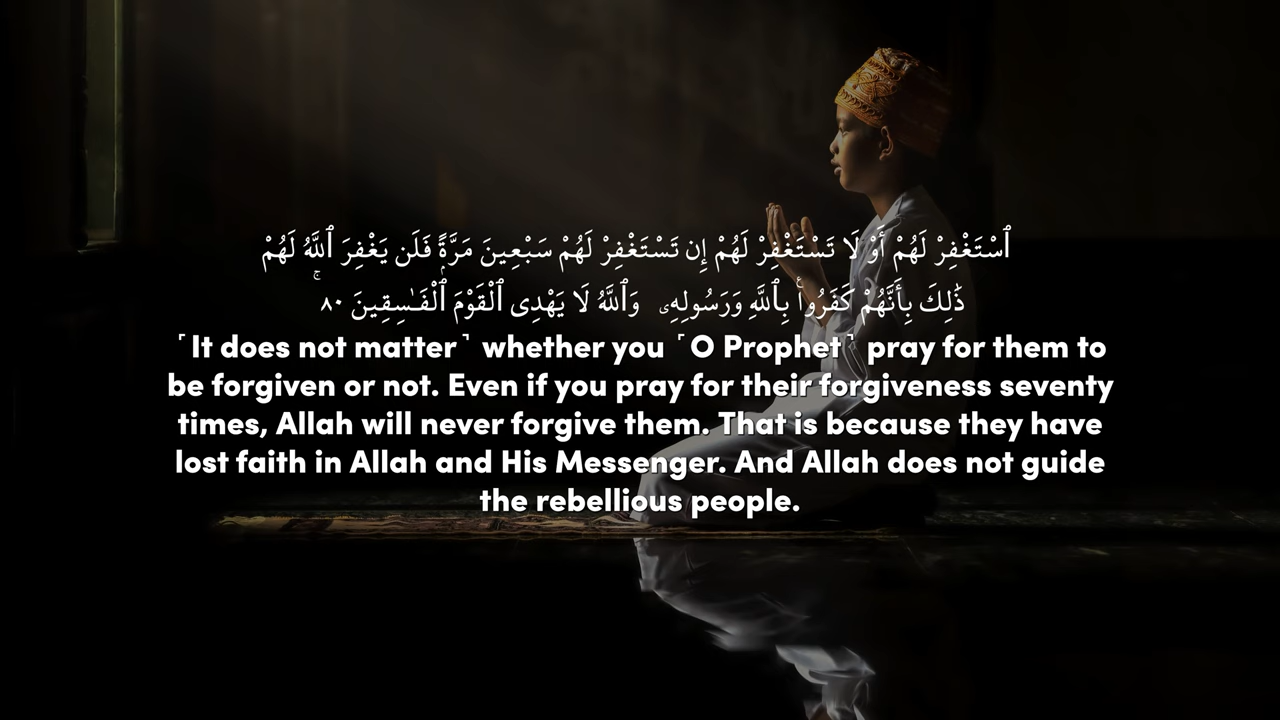 ٱسْتَغْفِرْ لَهُمْ أَوْ لَا تَسْتَغْفِرْ لَهُمْ إِن تَسْتَغْفِرْ لَهُمْ سَبْعِينَ مَرَّةًۭ فَلَن يَغْفِرَ ٱللَّهُ لَهُمْ ۚ
ذَٰلِكَ بِأَنَّهُمْ كَفَرُوا۟ بِٱللَّهِ وَرَسُولِهِۦ وَٱللَّهُ لَا يَهْدِى ٱلْقَوْمَ ٱلْفَـٰسِقِينَ ٨٠
˹It does not matter˺ whether you ˹O Prophet˺ pray for them to
be forgiven or not. Even if you pray for their forgiveness seventy
times, Allah will never forgive them. That is because they have
lost faith in Allah and His Messenger. And Allah does not guide
the rebellious people.